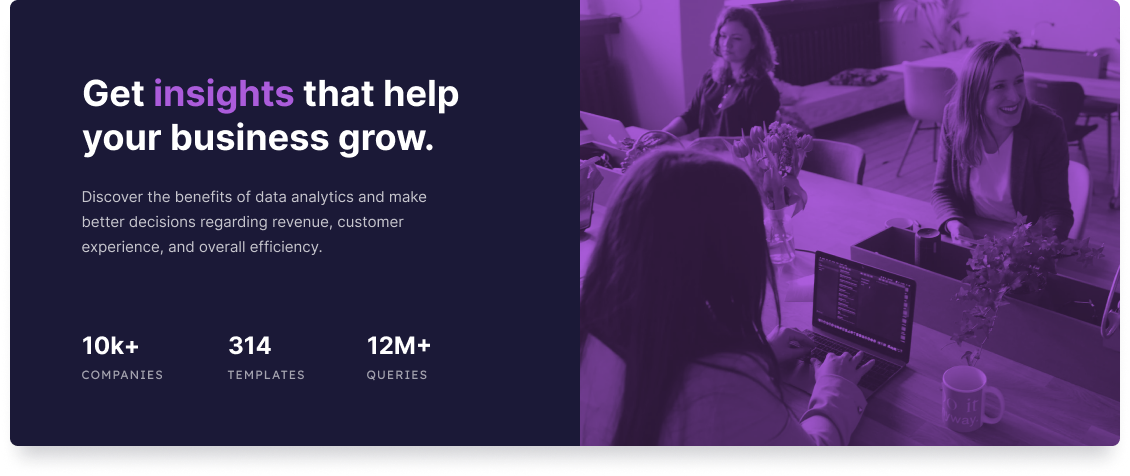 Get insights that help
your business grow.
Discover the benefits of data analytics and make
better decisions regarding revenue, customer
experience, and overall efficiency.
10k+ 314 12M+
COMPANIES TEMPLATES QUERIES